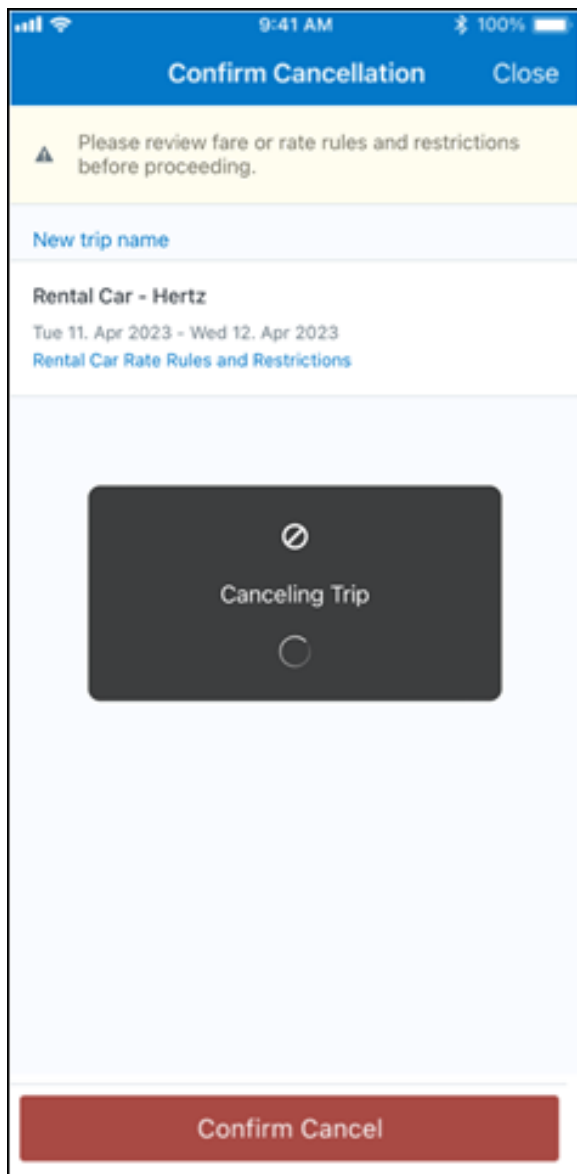 9:41 AM
100%
Confirm Cancellation
Close
Please review fare or rate rules and restrictions
before proceeding.
New trip name
Rental Car - Hertz
Tue 11. Apr 2023 - Wed 12. Apr 2023
Rental Car Rate Rules and Restrictions
Canceling Trip
Confirm Cancel